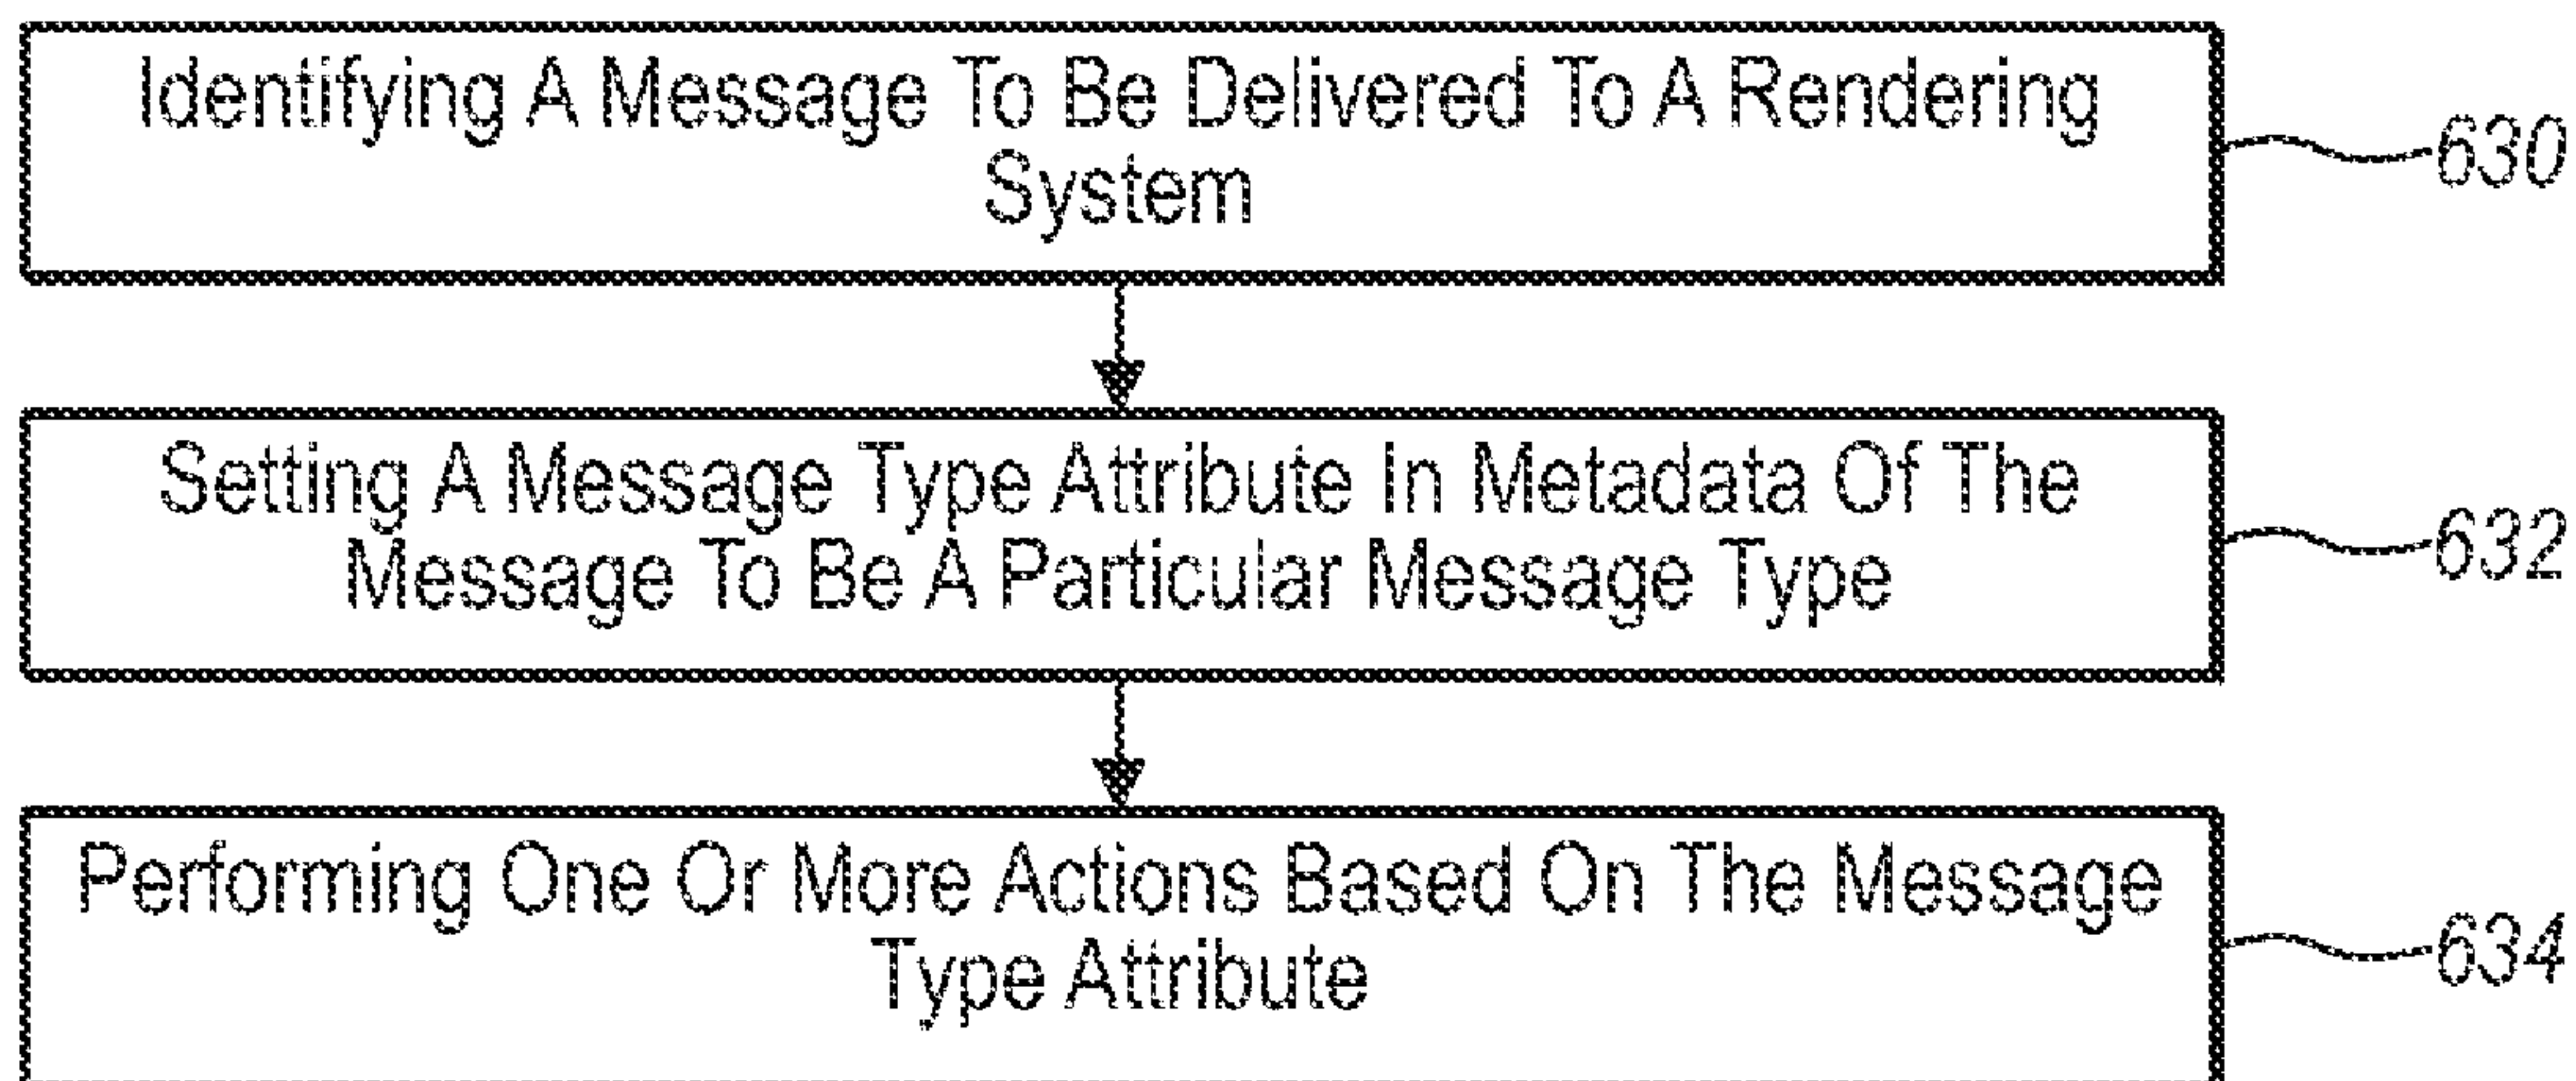 Identifying A Message To Be Delivered To A Rendering
System
630
Setting A Message Type Attribute In Metadata Of The
Message To Be A Particular Message Type
632
Performing One Or More Actions Based On The Message
Type Attribute
634